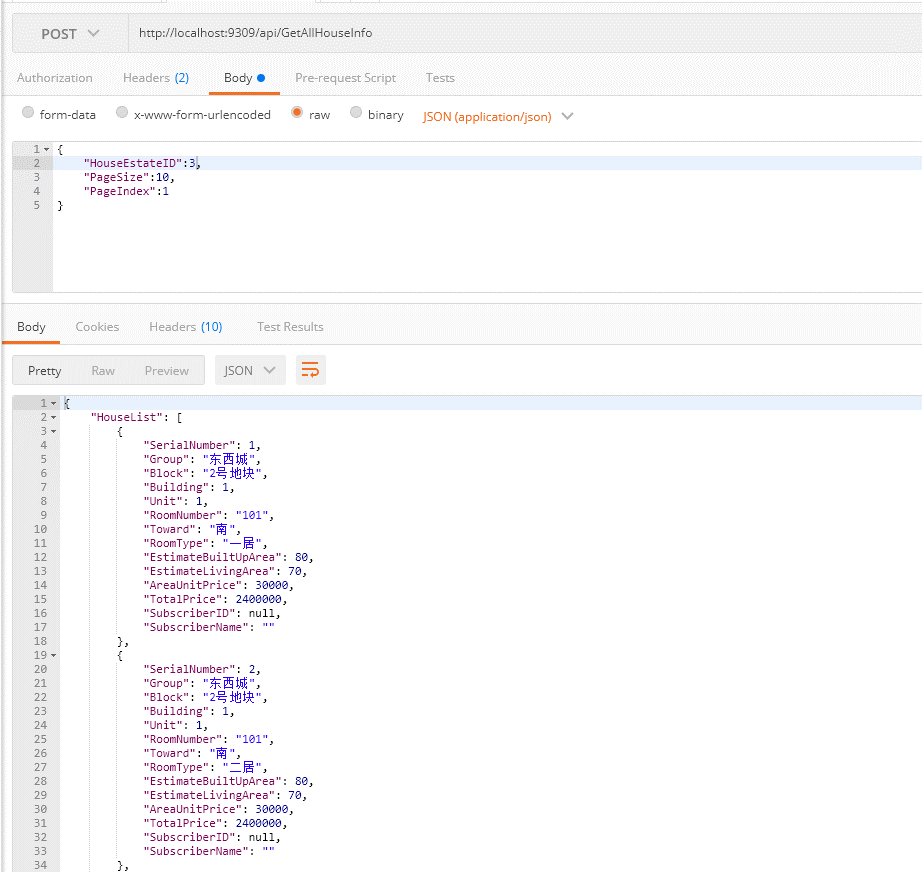 POST http://localhost:9309/api/GetAllHouseInfo
Authorization Headers (2) Body Pre-request Script Tests
form-data x-www-form-urlencoded raw binary JSON (application/json)
1 {
2 "HouseEstateID":3,
3 "PageSize":10,
4 "PageIndex":1
5 }
Body Cookies Headers (10) Test Results
Pretty Raw Preview JSON
1 {
2 "HouseList": [
3 {
4 "SerialNumber": 1,
5 "Group": "东西城",
6 "Block": "2号地块",
7 "Building": 1,
8 "Unit": 1,
9 "RoomNumber": "101",
10 "Toward": "南",
11 "RoomType": "一居",
12 "EstimateBuiltUpArea": 80,
13 "EstimateLivingArea": 70,
14 "AreaUnitPrice": 30000,
15 "TotalPrice": 2400000,
16 "SubscriberID": null,
17 "SubscriberName": ""
18 },
19 {
20 "SerialNumber": 2,
21 "Group": "东西城",
22 "Block": "2号地块",
23 "Building": 1,
24 "Unit": 1,
25 "RoomNumber": "101",
26 "Toward": "南",
27 "RoomType": "二居",
28 "EstimateBuiltUpArea": 80,
29 "EstimateLivingArea": 70,
30 "AreaUnitPrice": 30000,
31 "TotalPrice": 2400000,
32 "SubscriberID": null,
33 "SubscriberName": ""
34 },